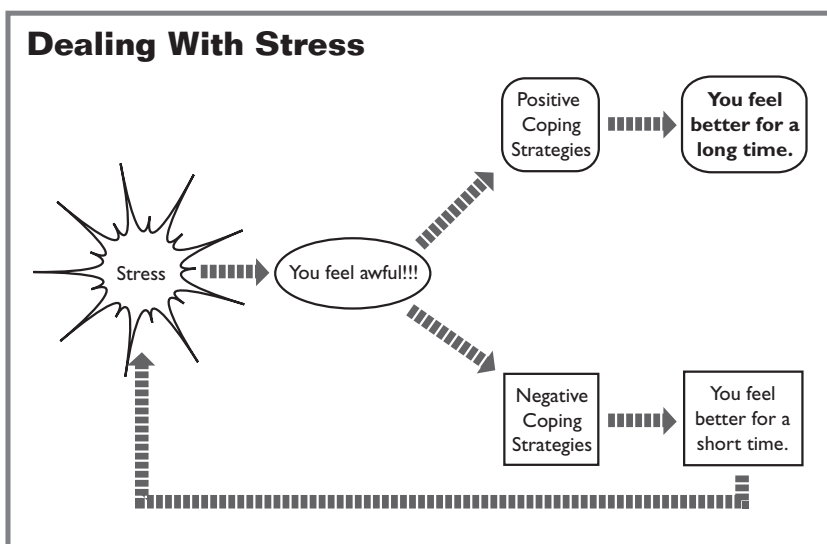 Dealing With Stress
Positive
Coping
Strategies
You feel
better for a
long time.
Stress
You feel awful!!!
Negative
Coping
Strategies
You feel
better for a
short time.